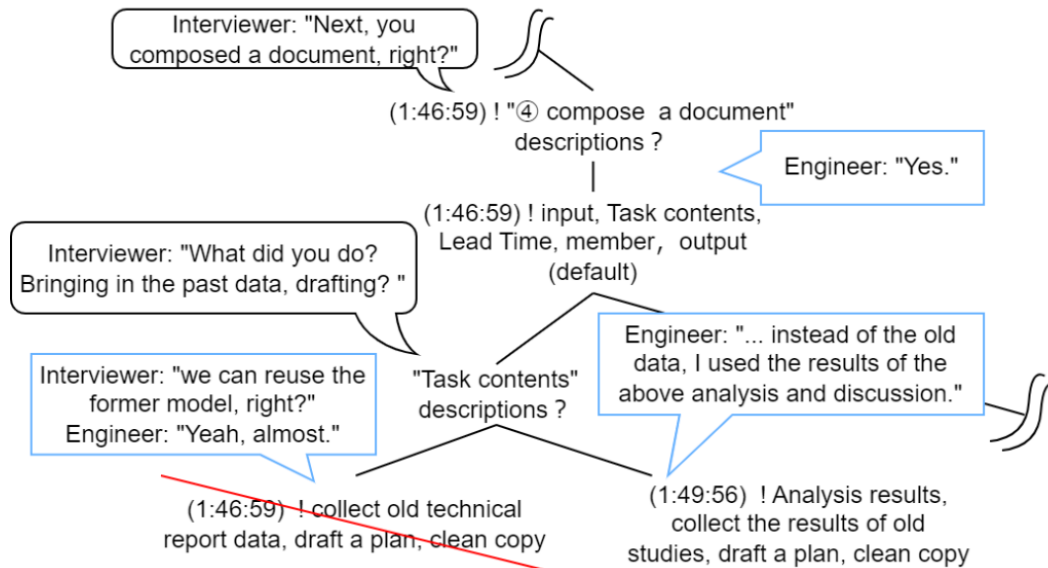 Interviewer: "Next, you
composed a document, right?"
(1:46:59) ! "④ compose a document"
descriptions ?
Engineer: "Yes."
(1:46:59) ! input, Task contents,
Lead Time, member, output
(default)
Interviewer: "What did you do?
Bringing in the past data, drafting? "
Engineer: "... instead of the old
data, I used the results of the
above analysis and discussion."
Interviewer: "we can reuse the
former model, right?"
Engineer: "Yeah, almost."
"Task contents"
descriptions ?
(1:46:59) ! collect old technical
report data, draft a plan, clean copy
(1:49:56) ! Analysis results,
collect the results of old
studies, draft a plan, clean copy